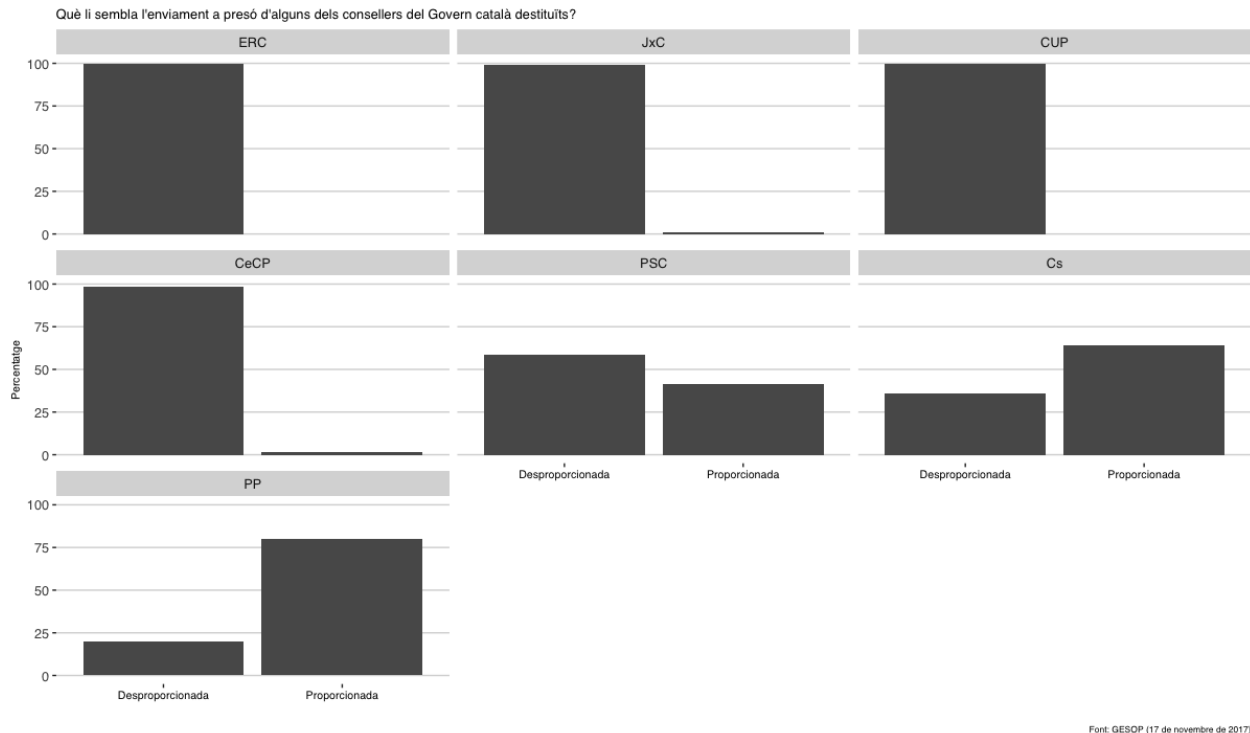 Què li sembla l'enviament a presó d'alguns dels consellers del Govern català destituïts?
ERC
JxC
CUP
100
75
50
25
0
CeCP
PSC
Cs
100
75
50
25
0
Percentatge
Desproporcionada
Proporcionada
Desproporcionada
Proporcionada
PP
100
75
50
25
0
Desproporcionada
Proporcionada
Font: GESOP (17 de novembre de 2017)